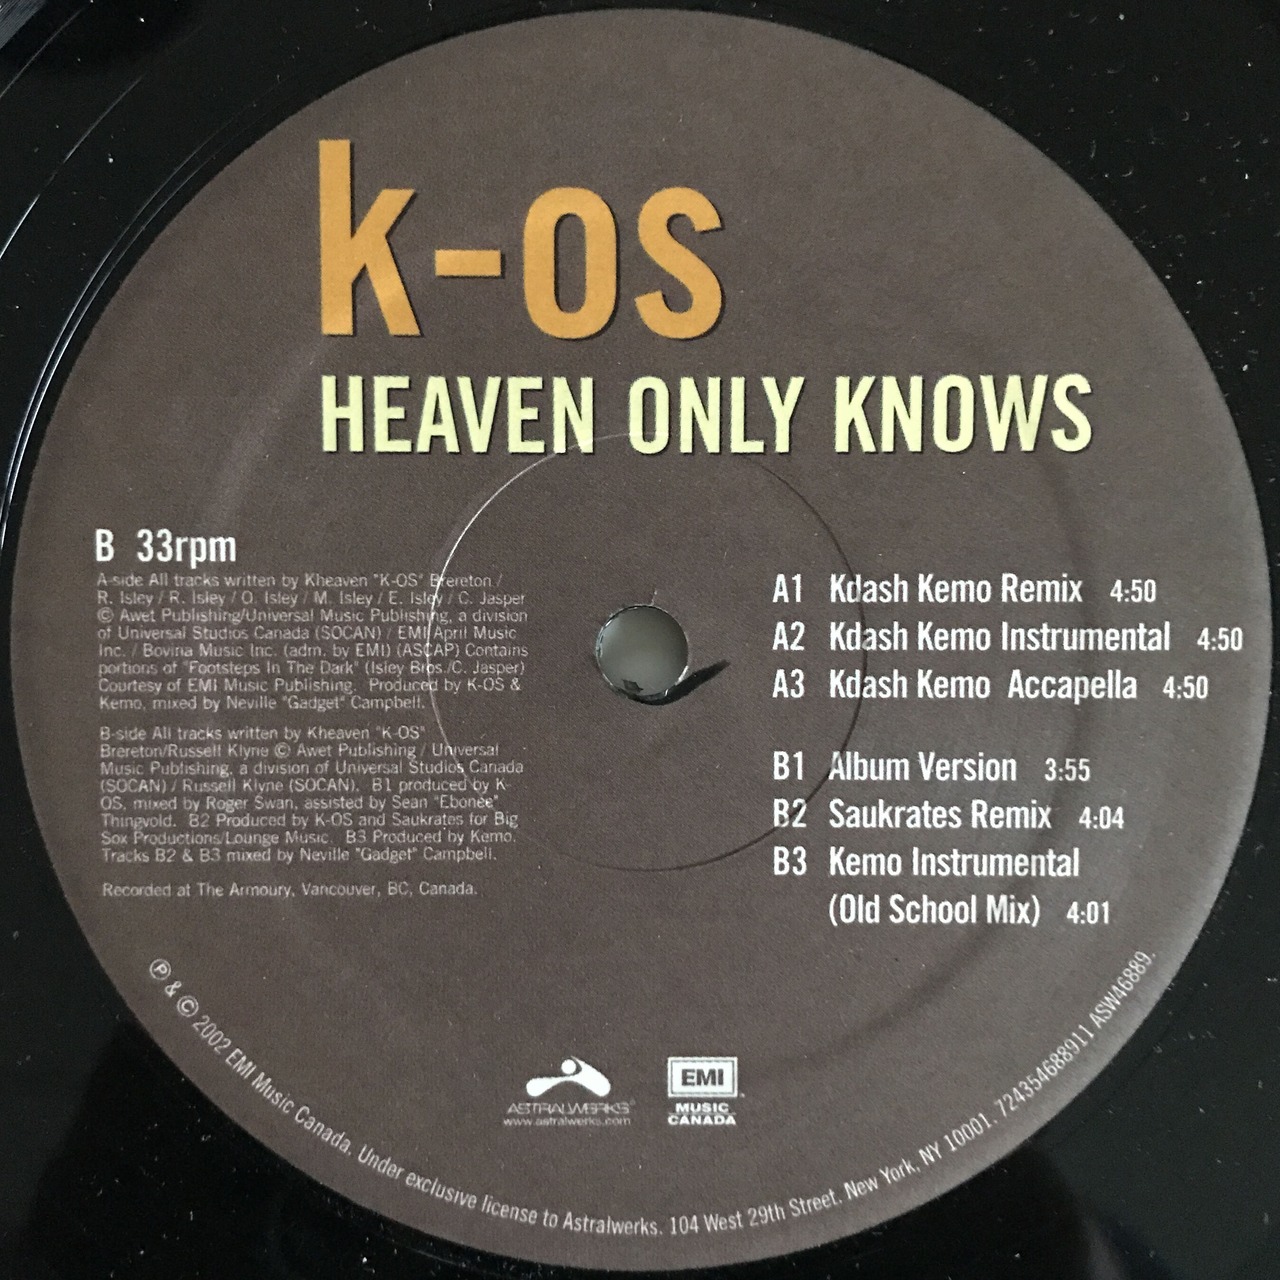 k-os
HEAVEN ONLY KNOWS
B 33rpm
A-side All tracks written by Kheaven "K-OS" Brereton /
R. Isley / R. Isley / O. Isley / M. Isley / E. Isley / C. Jasper
© Awet Publishing/Universal Music Publishing, a division
of Universal Studios Canada (SOCAN) / EMI April Music
Inc. / Bovina Music Inc. (adm. by EMI) (ASCAP) Contains
portions of "Footsteps In The Dark" (Isley Bros./C. Jasper)
Courtesy of EMI Music Publishing. Produced by K-OS &
Kemo, mixed by Neville "Gadget" Campbell.
B-side All tracks written by Kheaven "K-OS"
Brereton/Russell Klyne © Awet Publishing / Universal
Music Publishing, a division of Universal Studios Canada
(SOCAN) / Russell Klyne (SOCAN). B1 produced by K-
OS, mixed by Roger Swan, assisted by Sean "Ebonee"
Thingvold. B2 Produced by K-OS and Saukrates for Big
Sox Productions/Lounge Music. B3 Produced by Kemo.
Tracks B2 & B3 mixed by Neville "Gadget" Campbell.
Recorded at The Armoury, Vancouver, BC, Canada.
A1 Kdash Kemo Remix 4:50
A2 Kdash Kemo Instrumental 4:50
A3 Kdash Kemo Accapella 4:50
B1 Album Version 3:55
B2 Saukrates Remix 4:04
B3 Kemo Instrumental
(Old School Mix) 4:01
ASTRALWERKS
www.astralwerks.com
EMI
MUSIC
CANADA
℗ & © 2002 EMI Music Canada. Under exclusive license to Astralwerks. 104 West 29th Street. New York, NY 10001. 724354688911 ASW46889.